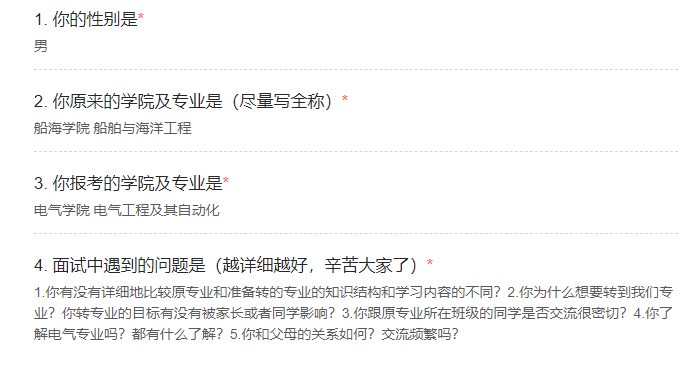 1. 你的性别是*
男
2. 你原来的学院及专业是（尽量写全称）*
船海学院 船舶与海洋工程
3. 你报考的学院及专业是*
电气学院 电气工程及其自动化
4. 面试中遇到的问题是（越详细越好，辛苦大家了）*
1.你有没有详细地比较原专业和准备转的专业的知识结构和学习内容的不同？2.你为什么想要转到我们专
业？你转专业的目标有没有被家长或者同学影响？3.你跟原专业所在班级的同学是否交流很密切？4.你了
解电气专业吗？都有什么了解？5.你和父母的关系如何？交流频繁吗？